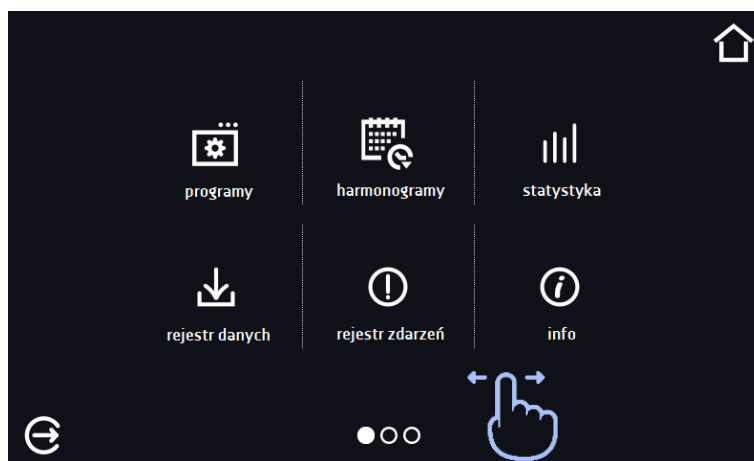 programy
harmonogramy
statystyka
rejestr danych
rejestr zdarzeń
info